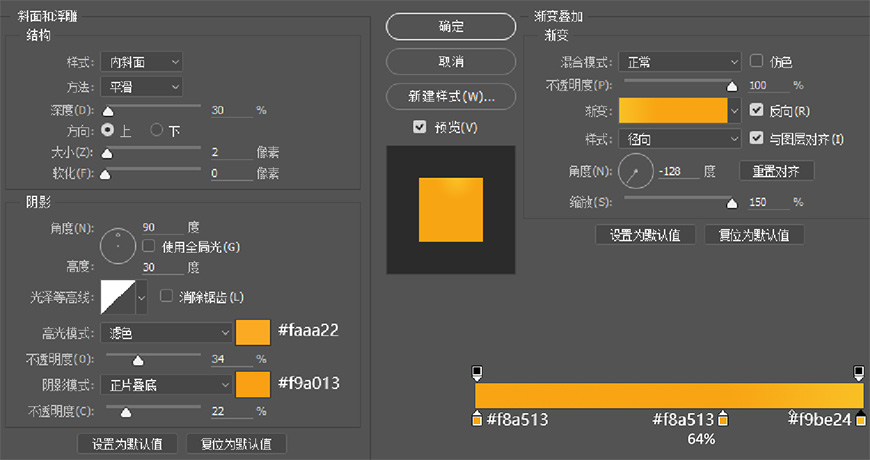 斜面和浮雕
结构
样式: 内斜面
方法: 平滑
深度(D): 30 %
方向: 上 下
大小(Z): 2 像素
软化(F): 0 像素
阴影
角度(N): 90 度
使用全局光(G)
高度: 30 度
光泽等高线: 消除锯齿(L)
高光模式: 滤色 #faaa22
不透明度(O): 34 %
阴影模式: 正片叠底 #f9a013
不透明度(C): 22 %
设置为默认值 复位为默认值
确定
取消
新建样式(W)...
预览(V)
渐变叠加
渐变
混合模式: 正常 仿色
不透明度(P): 100 %
渐变: 反向(R)
样式: 径向 与图层对齐(I)
角度(N): -128 度 重置对齐
缩放(S): 150 %
设置为默认值 复位为默认值
#f8a513 #f8a513 #f9be24
64%